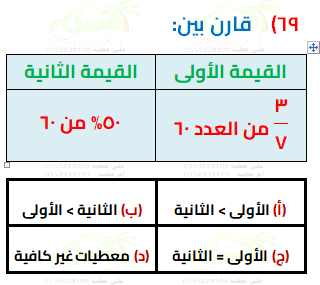 ٦٩) قارن بين:
القيمة الأولى
القيمة الثانية
٣
٧
من العدد ٦٠
٥٠% من ٦٠
(أ) الأولى > الثانية
(ب) الثانية > الأولى
(ج) الأولى = الثانية
(د) معطيات غير كافية